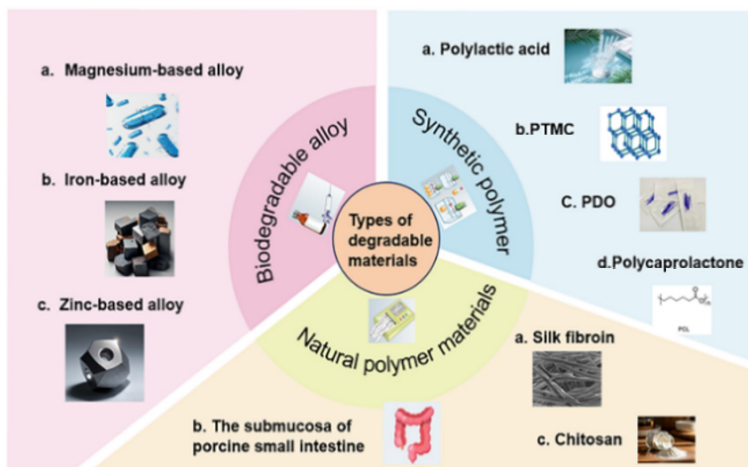 a. Magnesium-based alloy
b. Iron-based alloy
c. Zinc-based alloy
Biodegradable alloy
Synthetic polymer
Types of
degradable
materials
Natural polymer materials
a. Polylactic acid
b.PTMC
C. PDO
d.Polycaprolactone
PCL
a. Silk fibroin
b. The submucosa of
porcine small intestine
c. Chitosan